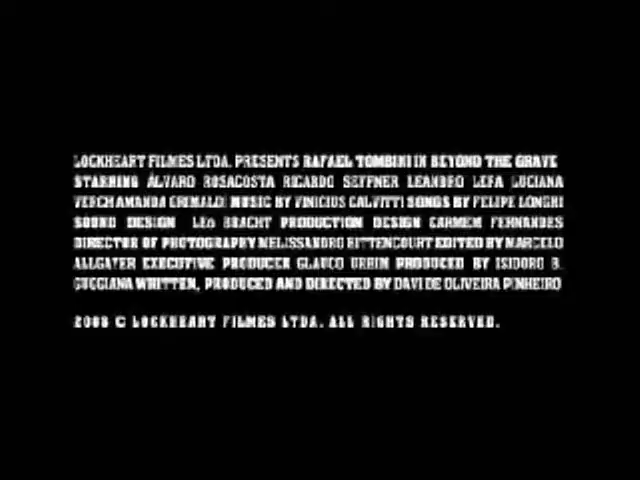 LOCKHEART FILMES LTDA. PRESENTS RAFAEL TOMBINI IN BEYOND THE GRAVE
STARRING ÁLVARO ROSACOSTA RICARDO SEFFNER LEANDRO LEFA LUCIANA
VERCH AMANDA GRIMALDI MUSIC BY VINICIUS CALVITTI SONGS BY FELIPE LONGHI
SOUND DESIGN LEO BRACHT PRODUCTION DESIGN CARMEM FERNANDES
DIRECTOR OF PHOTOGRAPHY MELISSANDRO BITTENCOURT EDITED BY MARCELO
ALLGAYER EXECUTIVE PRODUCER GLAUCO URBIM PRODUCED BY ISIDORO B.
GUGGIANA WRITTEN, PRODUCED AND DIRECTED BY DAVI DE OLIVEIRA PINHEIRO
2008 © LOCKHEART FILMES LTDA. ALL RIGHTS RESERVED.